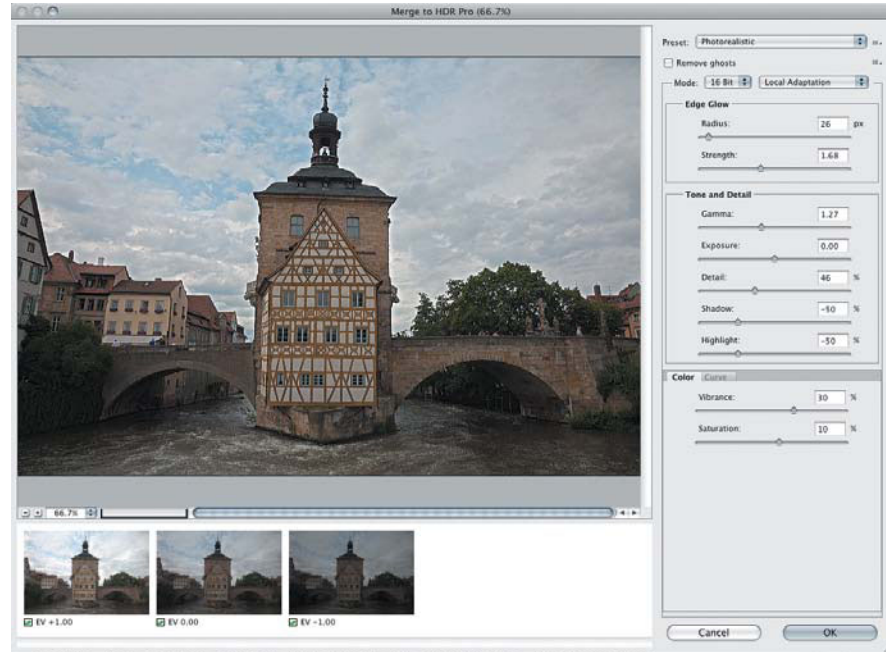 Merge to HDR Pro (66.7%)
Preset: Photorealistic
Remove ghosts
Mode: 16 Bit Local Adaptation
Edge Glow
Radius: 26 px
Strength: 1.68
Tone and Detail
Gamma: 1.27
Exposure: 0.00
Detail: 46 %
Shadow: -50 %
Highlight: -50 %
Color Curve
Vibrance: 30 %
Saturation: 10 %
66.7%
EV +1.00
EV 0.00
EV -1.00
Cancel OK